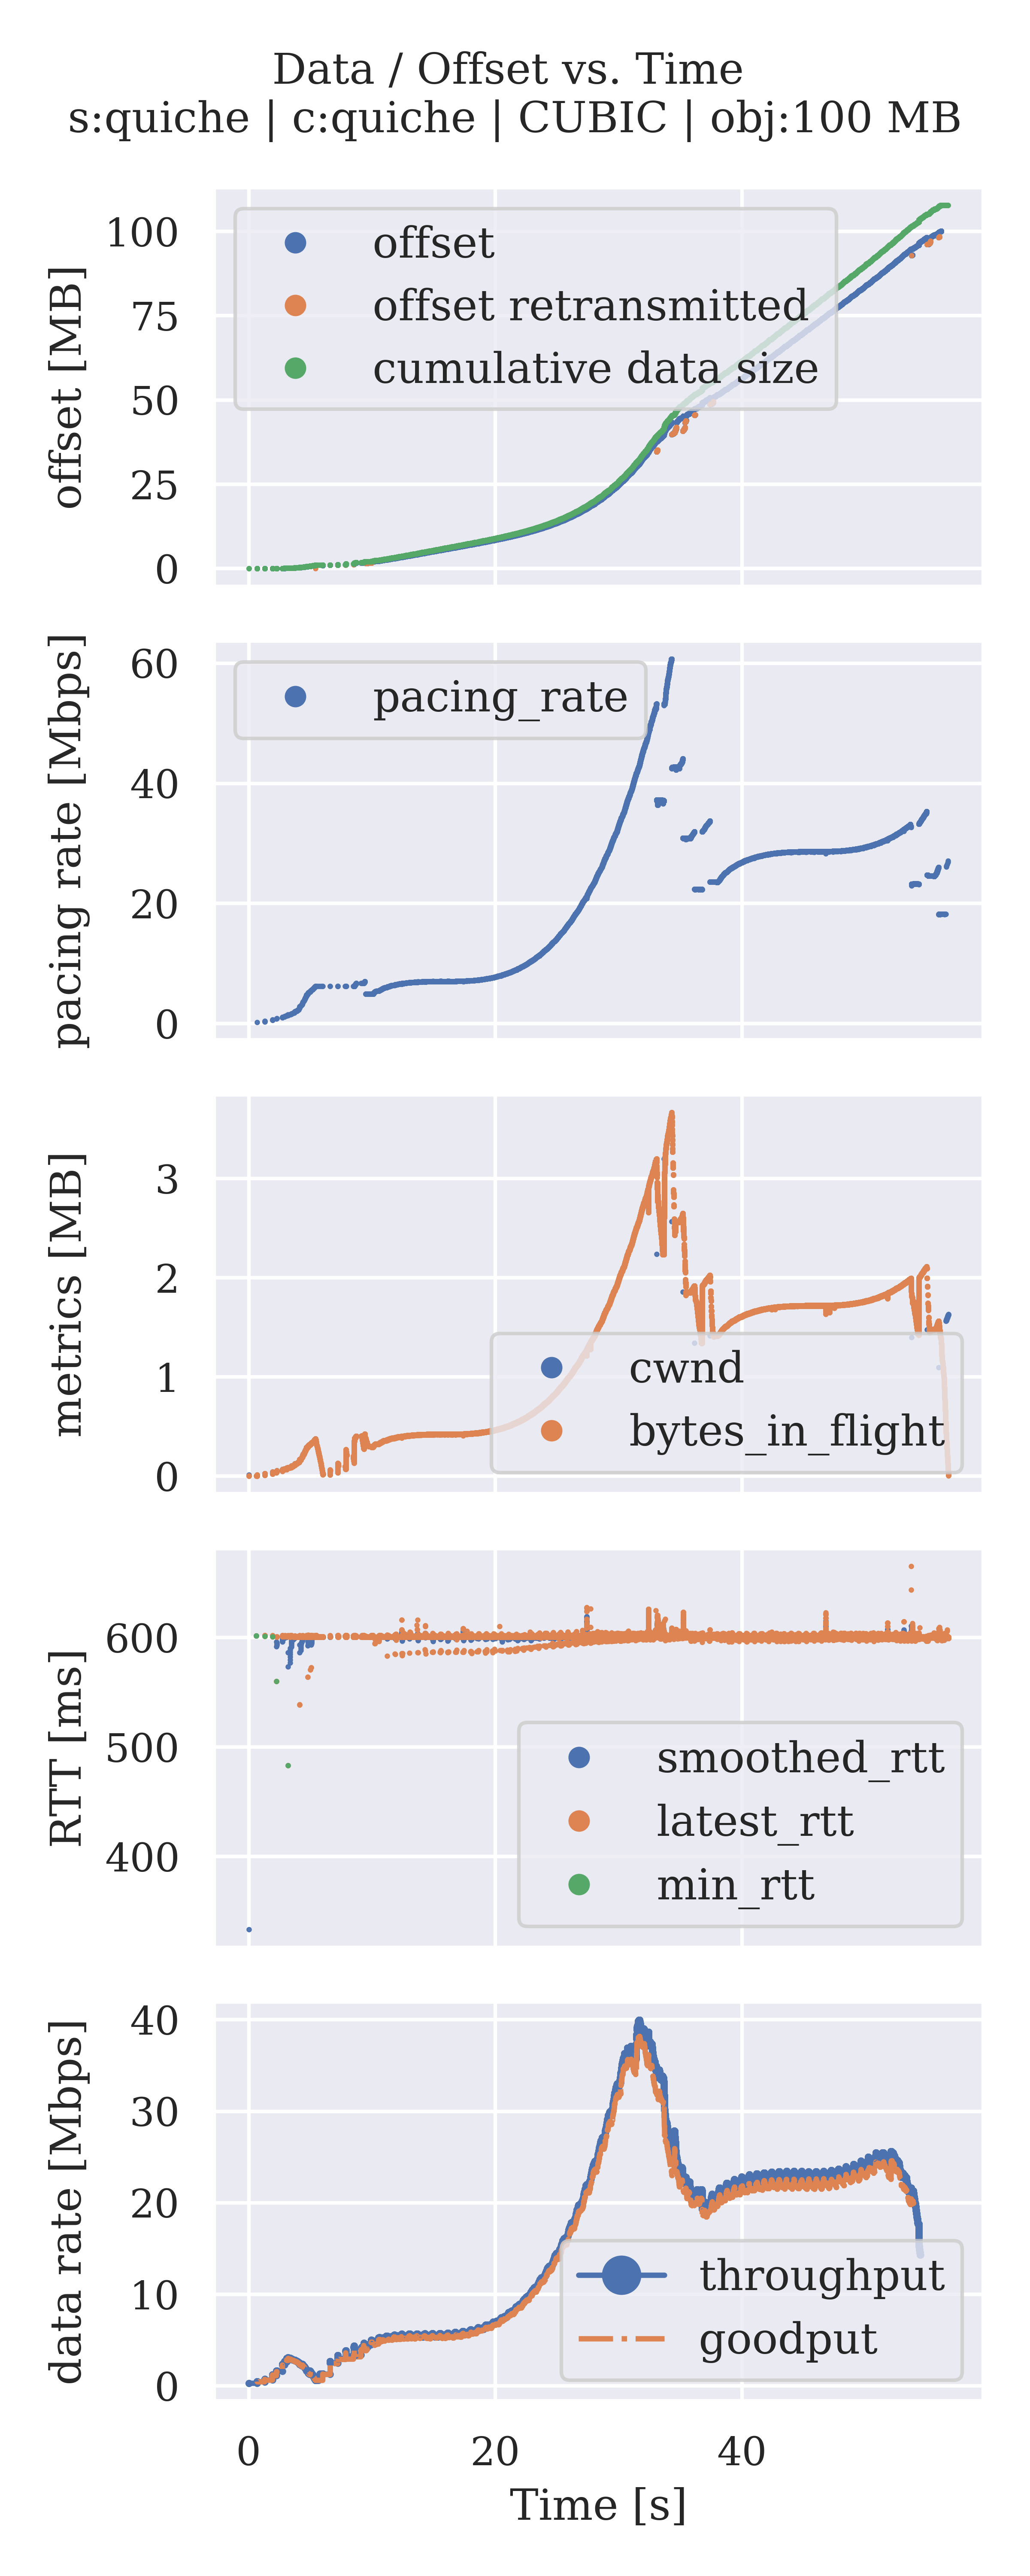 Data / Offset vs. Time
s:quiche | c:quiche | CUBIC | obj:100 MB
offset [MB]
100
75
50
25
0
offset
offset retransmitted
cumulative data size
pacing rate [Mbps]
60
40
20
0
pacing_rate
metrics [MB]
3
2
1
0
cwnd
bytes_in_flight
RTT [ms]
600
500
400
smoothed_rtt
latest_rtt
min_rtt
data rate [Mbps]
40
30
20
10
0
throughput
goodput
0 20 40
Time [s]